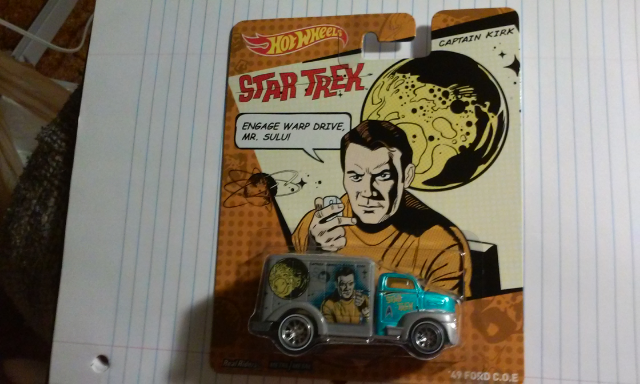 HOT WHEELS
CAPTAIN KIRK
STAR TREK
ENGAGE WARP DRIVE,
MR. SULU!
'49 FORD C.O.E